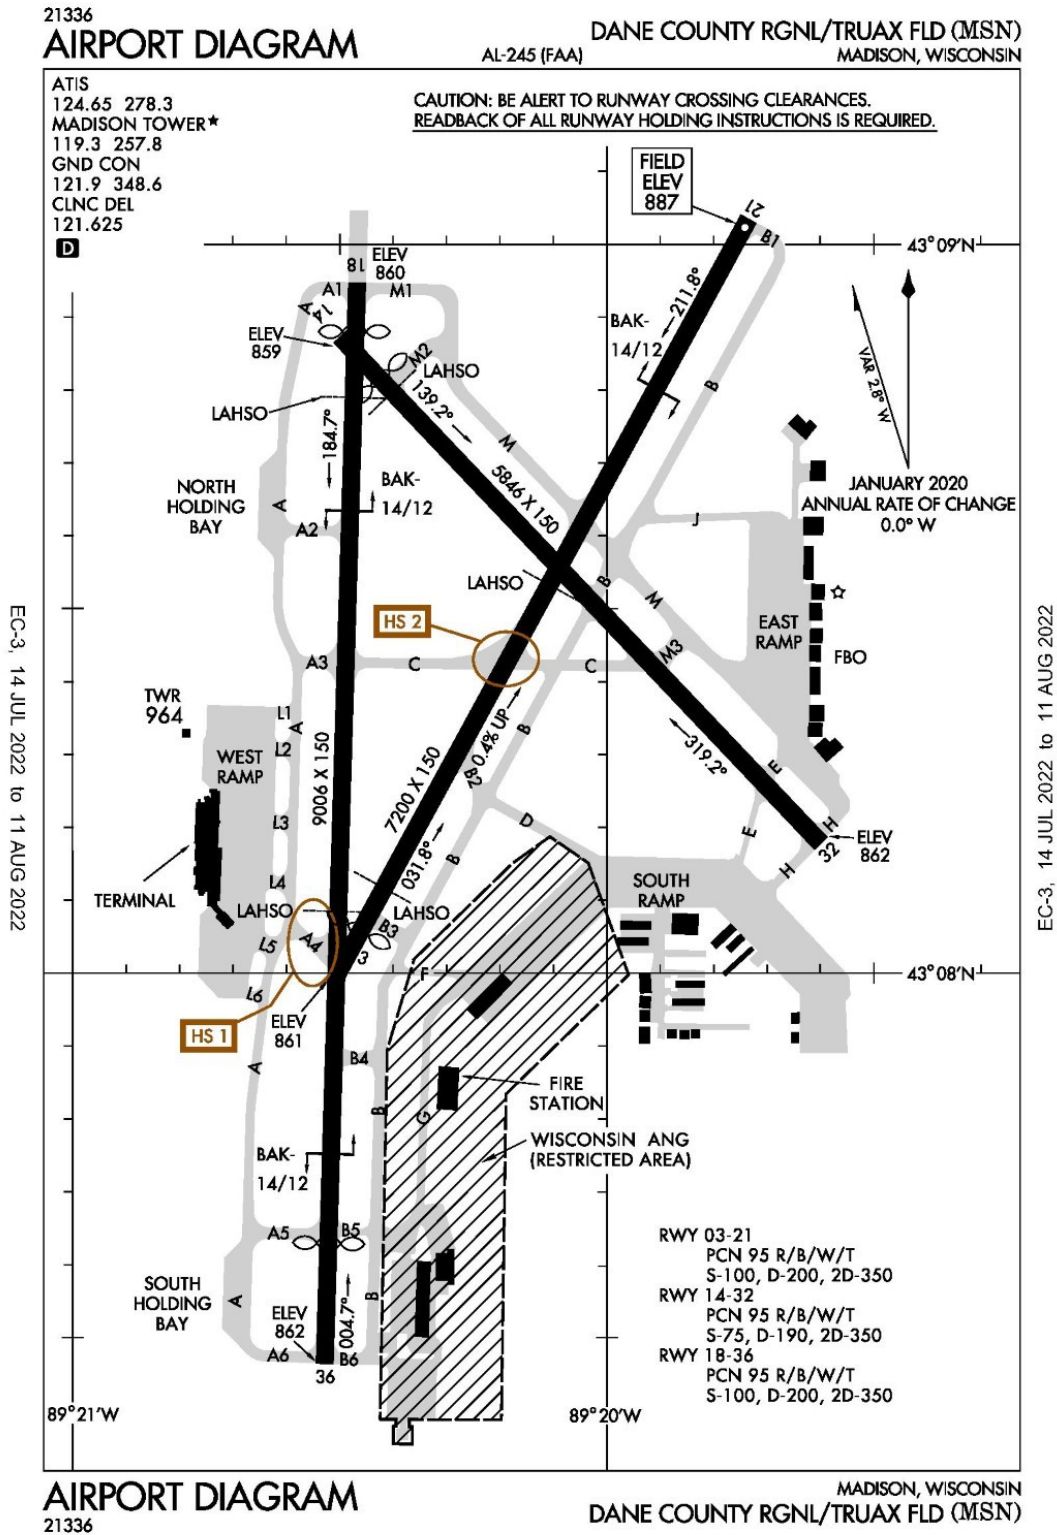 21336
AIRPORT DIAGRAM
AL-245 (FAA)
DANE COUNTY RGNL/TRUAX FLD (MSN)
MADISON, WISCONSIN
ATIS
124.65 278.3
MADISON TOWER★
119.3 257.8
GND CON
121.9 348.6
CLNC DEL
121.625
D
CAUTION: BE ALERT TO RUNWAY CROSSING CLEARANCES.
READBACK OF ALL RUNWAY HOLDING INSTRUCTIONS IS REQUIRED.
FIELD
ELEV
887
21
B1
43°09'N
18
ELEV
860
A1
M1
A
14
ELEV
859
M2
LAHSO
LAHSO
139.2°
184.7°
211.8°
BAK-
14/12
B
VAR 2.8° W
JANUARY 2020
ANNUAL RATE OF CHANGE
0.0° W
M
5846 X 150
NORTH
HOLDING
BAY
A
A2
BAK-
14/12
J
LAHSO
B
M
HS 2
EAST
RAMP
FBO
A3
C
C
M3
TWR
964
L1
A
L2
WEST
RAMP
9006 X 150
7200 X 150
0.4% UP
B2
B
319.2°
E
E
H
H
32
ELEV
862
L3
D
031.8°
B
TERMINAL
L4
LAHSO
LAHSO
SOUTH
RAMP
A4
B3
3
L5
F
43°08'N
L6
HS 1
ELEV
861
A
B4
B
G
FIRE
STATION
WISCONSIN ANG
(RESTRICTED AREA)
BAK-
14/12
A5
B5
SOUTH
HOLDING
BAY
A
B
ELEV
862
004.7°
A6
B6
36
RWY 03-21
PCN 95 R/B/W/T
S-100, D-200, 2D-350
RWY 14-32
PCN 95 R/B/W/T
S-75, D-190, 2D-350
RWY 18-36
PCN 95 R/B/W/T
S-100, D-200, 2D-350
89°21'W
89°20'W
EC-3, 14 JUL 2022 to 11 AUG 2022
EC-3, 14 JUL 2022 to 11 AUG 2022
AIRPORT DIAGRAM
21336
MADISON, WISCONSIN
DANE COUNTY RGNL/TRUAX FLD (MSN)